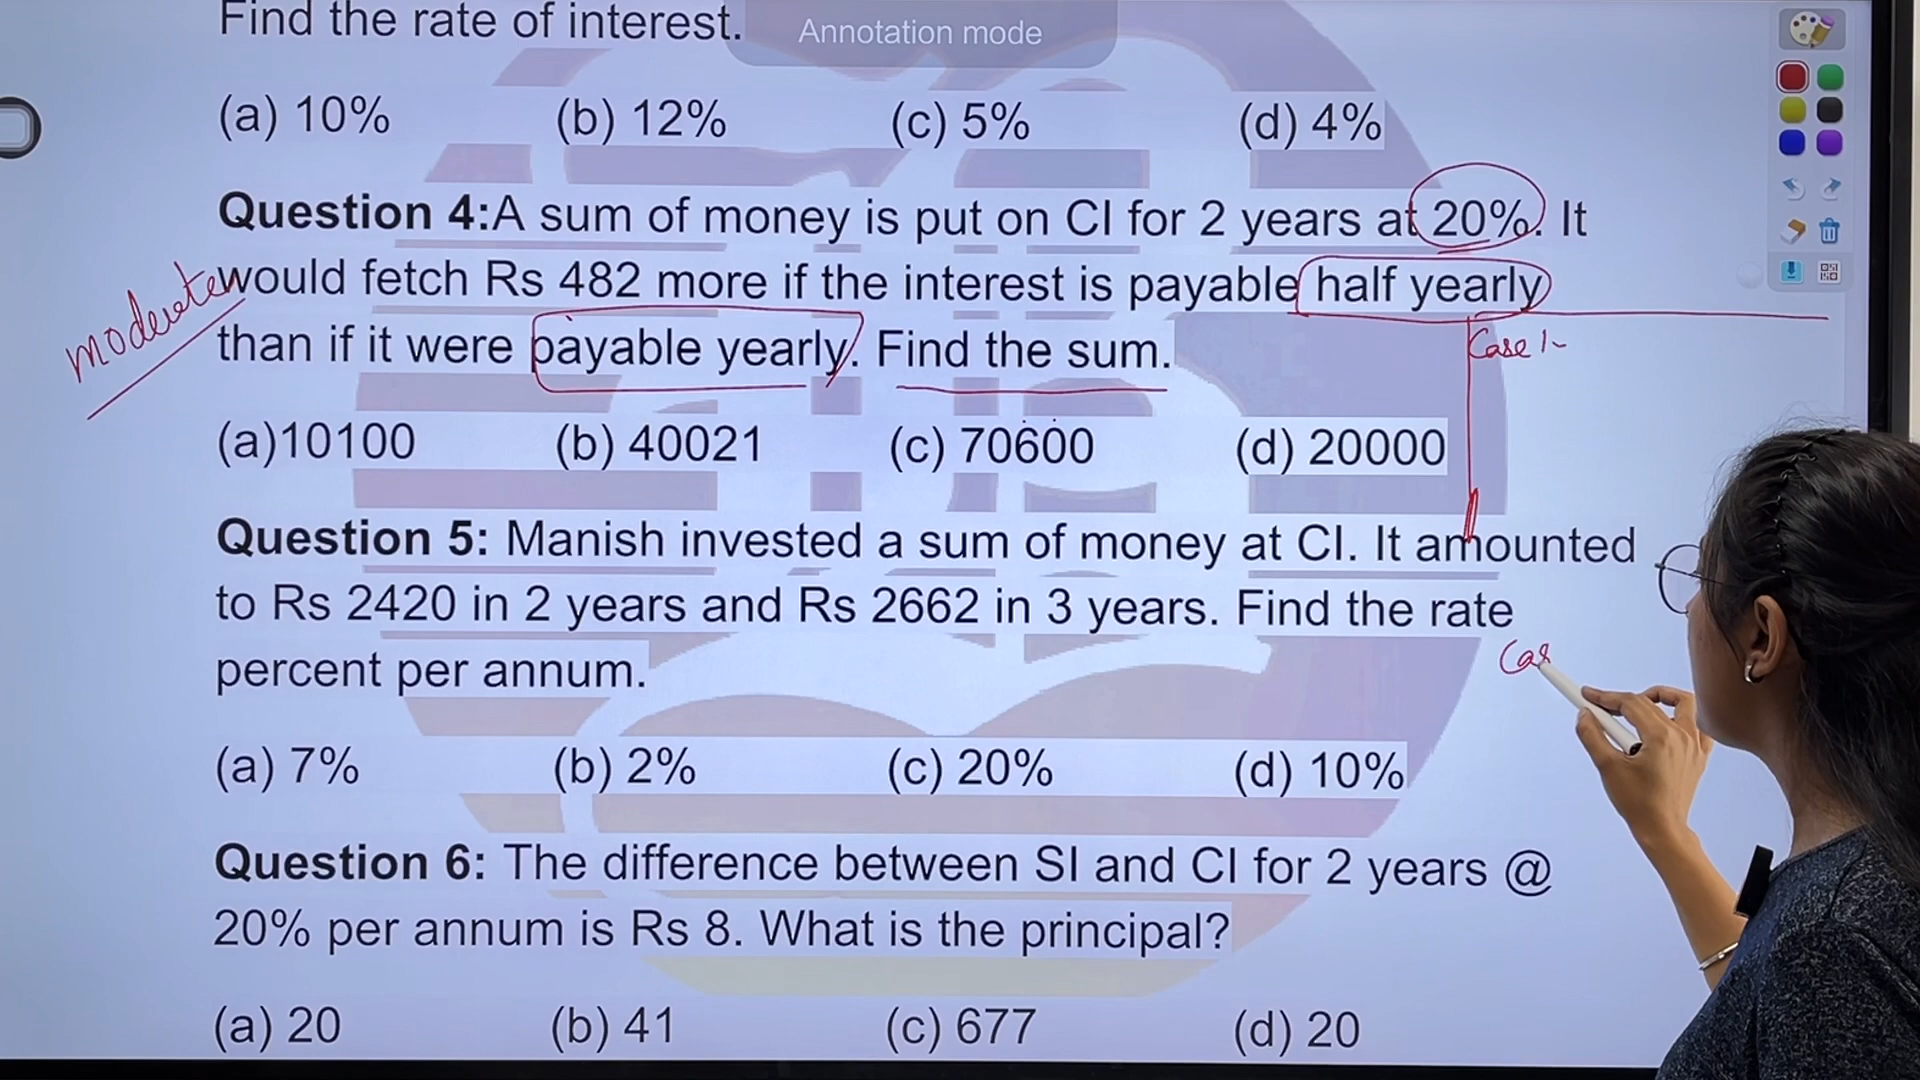 Find the rate of interest.
Annotation mode
(a) 10% (b) 12% (c) 5% (d) 4%
Question 4:A sum of money is put on CI for 2 years at 20%. It
would fetch Rs 482 more if the interest is payable half yearly
than if it were payable yearly. Find the sum.
moderate
Case 1-
(a)10100 (b) 40021 (c) 70600 (d) 20000
Question 5: Manish invested a sum of money at CI. It amounted
to Rs 2420 in 2 years and Rs 2662 in 3 years. Find the rate
percent per annum.
Cas
(a) 7% (b) 2% (c) 20% (d) 10%
Question 6: The difference between SI and CI for 2 years @
20% per annum is Rs 8. What is the principal?
(a) 20 (b) 41 (c) 677 (d) 20